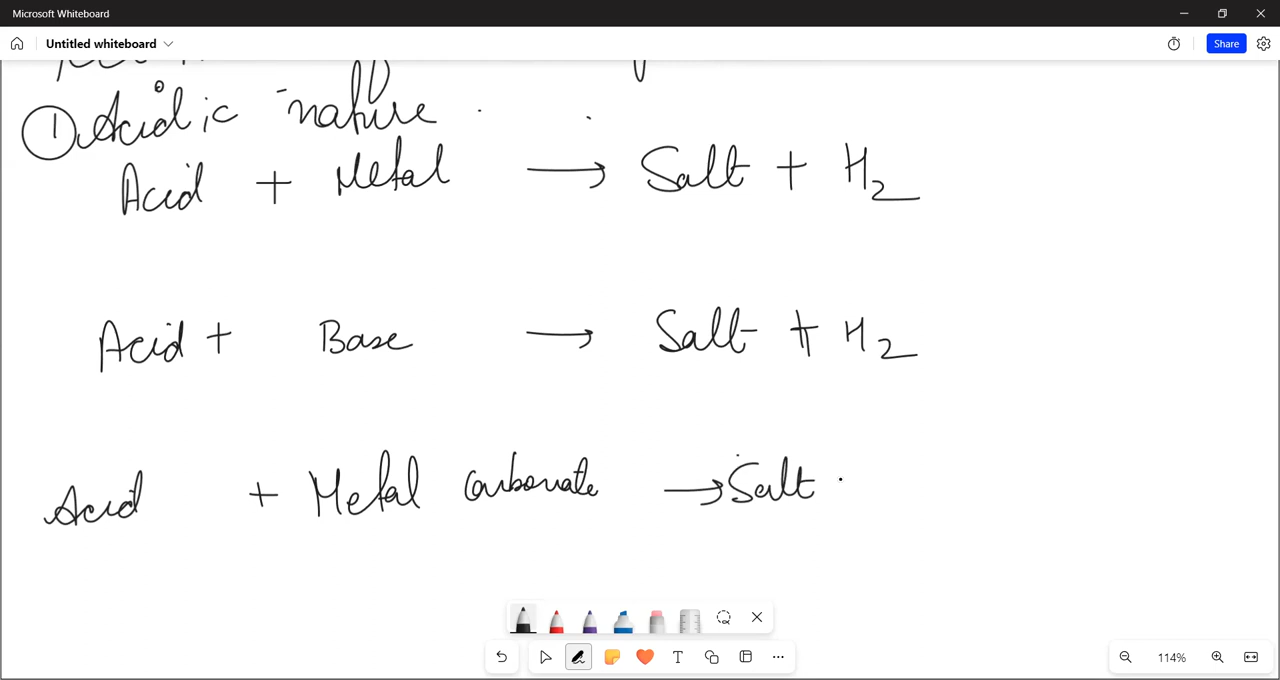 Microsoft Whiteboard
Untitled whiteboard
Share
① Acidic nature
Acid + Metal → Salt + H2
Acid + Base → Salt + H2
Acid + Metal carbonate → Salt
114%